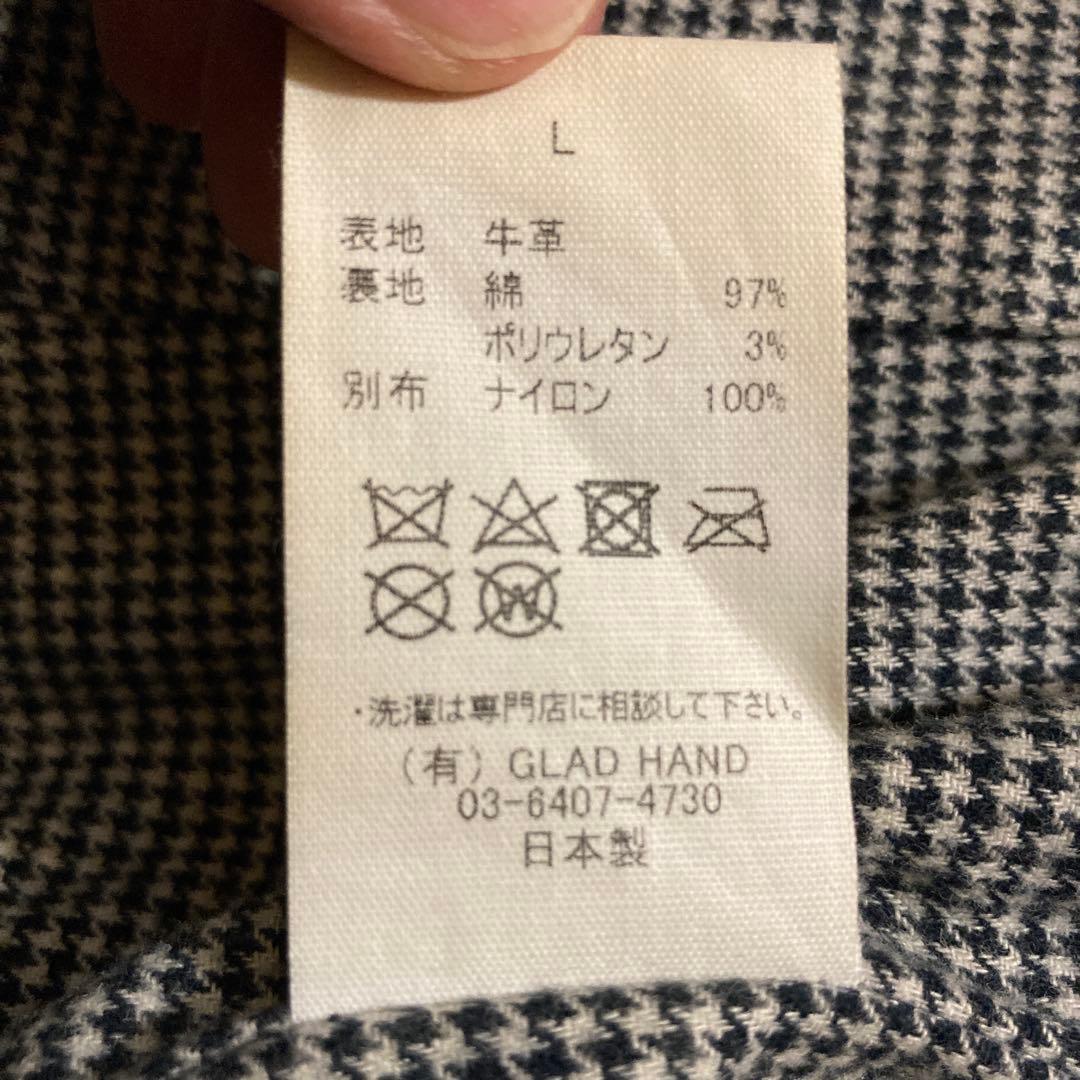 L
表地 牛革
裏地 綿 97%
ポリウレタン 3%
別布 ナイロン 100%
W
・洗濯は専門店に相談して下さい。
（有）GLAD HAND
03-6407-4730
日本製